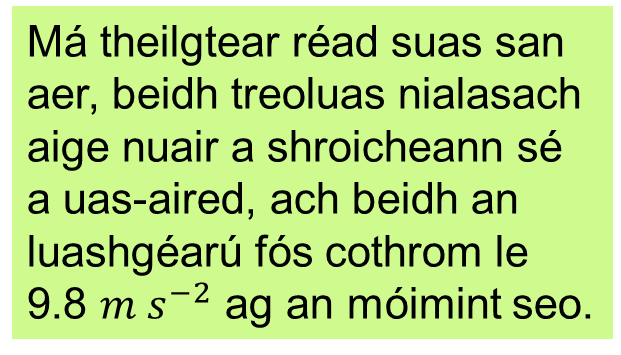 Má theilgtear réad suas san
aer, beidh treoluas nialasach
aige nuair a shroicheann sé
a uas-aired, ach beidh an
luashgéarú fós cothrom le
9.8 m s⁻² ag an móimint seo.